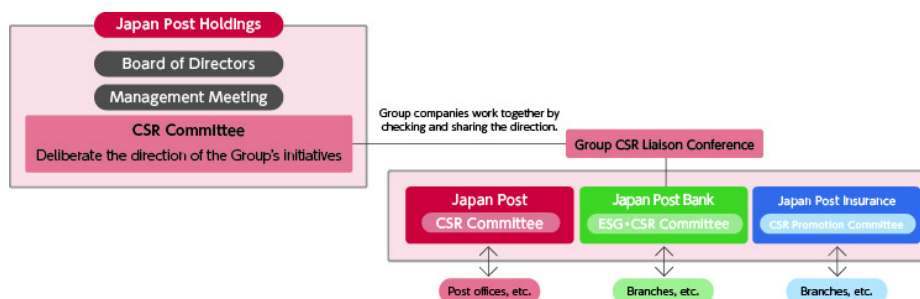 Japan Post Holdings
Board of Directors
Management Meeting
CSR Committee
Deliberate the direction of the Group's initiatives
Group companies work together by
checking and sharing the direction.
Group CSR Liaison Conference
Japan Post
CSR Committee
Japan Post Bank
ESG•CSR Committee
Japan Post Insurance
CSR Promotion Committee
Post offices, etc.
Branches, etc.
Branches, etc.